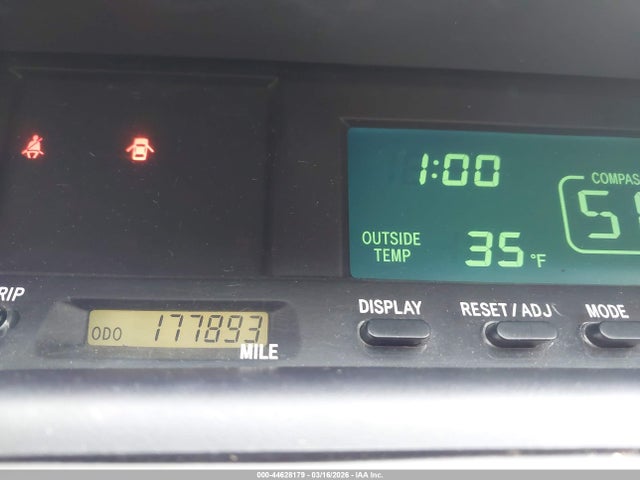 1:00
COMPAS
OUTSIDE
TEMP
35 °F
RIP
DISPLAY
RESET / ADJ
MODE
ODO 177893
MILE
000-44628179 - 03/16/2026 - IAA Inc.